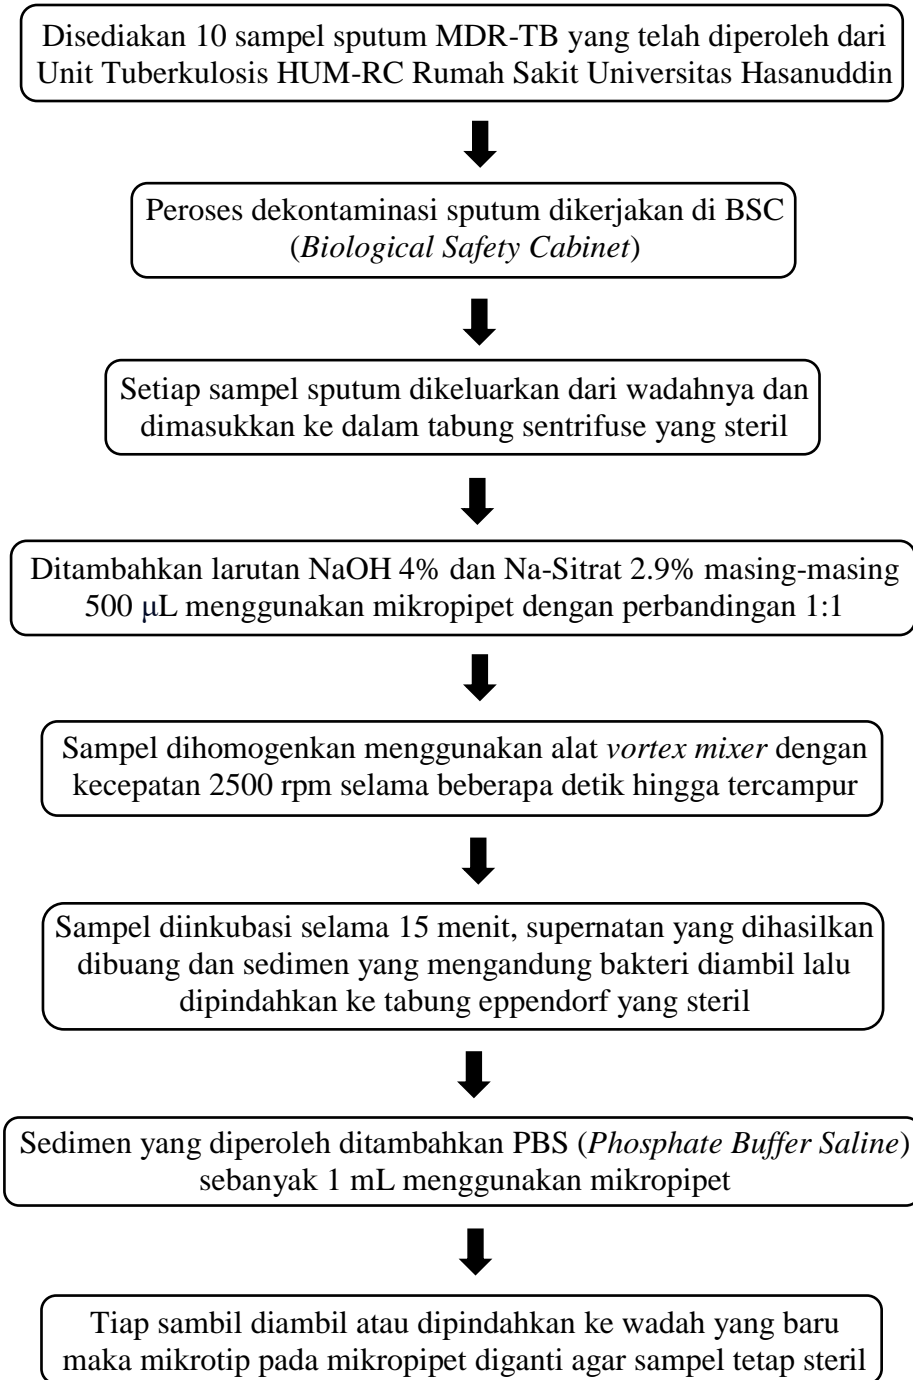 Disediakan 10 sampel sputum MDR-TB yang telah diperoleh dari
Unit Tuberkulosis HUM-RC Rumah Sakit Universitas Hasanuddin
Peroses dekontaminasi sputum dikerjakan di BSC
(Biological Safety Cabinet)
Setiap sampel sputum dikeluarkan dari wadahnya dan
dimasukkan ke dalam tabung sentrifuse yang steril
Ditambahkan larutan NaOH 4% dan Na-Sitrat 2.9% masing-masing
500 μL menggunakan mikropipet dengan perbandingan 1:1
Sampel dihomogenkan menggunakan alat vortex mixer dengan
kecepatan 2500 rpm selama beberapa detik hingga tercampur
Sampel diinkubasi selama 15 menit, supernatan yang dihasilkan
dibuang dan sedimen yang mengandung bakteri diambil lalu
dipindahkan ke tabung eppendorf yang steril
Sedimen yang diperoleh ditambahkan PBS (Phosphate Buffer Saline)
sebanyak 1 mL menggunakan mikropipet
Tiap sambil diambil atau dipindahkan ke wadah yang baru
maka mikrotip pada mikropipet diganti agar sampel tetap steril